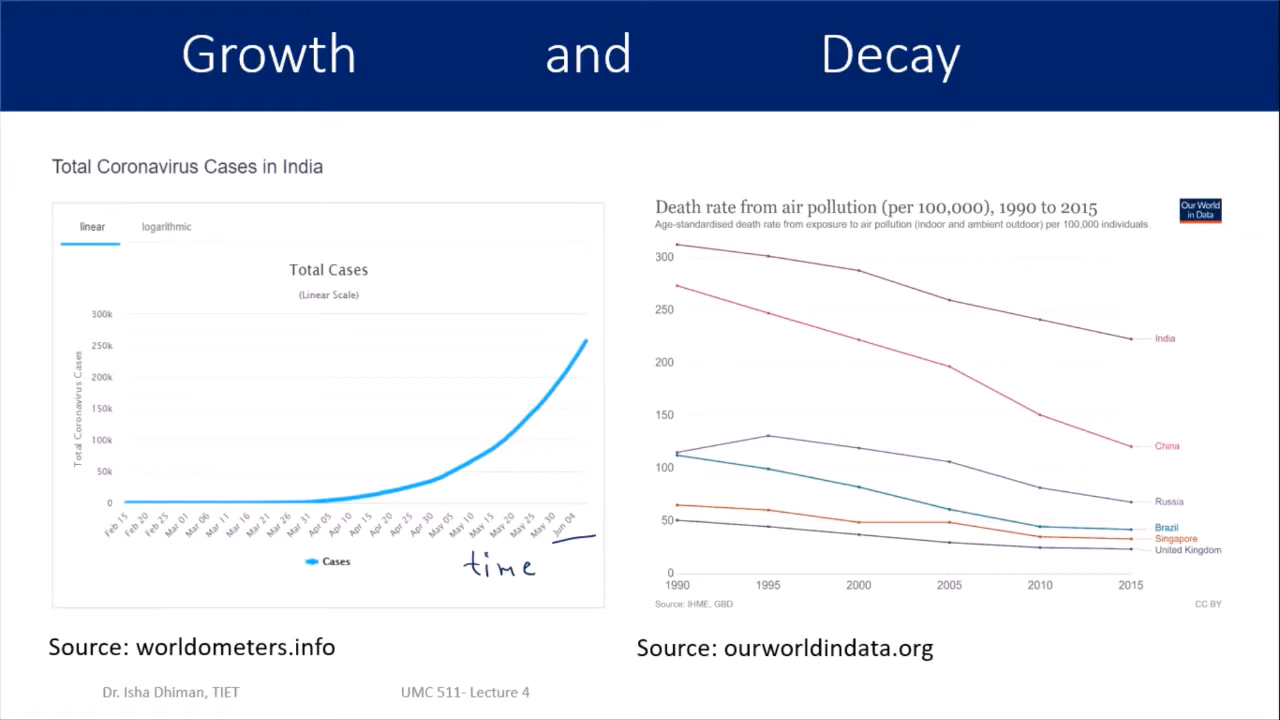 Growth and Decay
Total Coronavirus Cases in India
linear logarithmic
Total Cases
(Linear Scale)
Total Coronavirus Cases
300k
250k
200k
150k
100k
50k
0
Feb 15 Feb 20 Feb 25 Mar 01 Mar 06 Mar 11 Mar 16 Mar 21 Mar 26 Mar 31 Apr 05 Apr 10 Apr 15 Apr 20 Apr 25 Apr 30 May 05 May 10 May 15 May 20 May 25 May 30 Jun 04
Cases
time
Source: worldometers.info
Death rate from air pollution (per 100,000), 1990 to 2015
Age-standardised death rate from exposure to air pollution (indoor and ambient outdoor) per 100,000 individuals.
Our World
in Data
300
250
200
150
100
50
0
1990 1995 2000 2005 2010 2015
India
China
Russia
Brazil
Singapore
United Kingdom
Source: IHME, GBD CC BY
Source: ourworldindata.org
Dr. Isha Dhiman, TIET UMC 511- Lecture 4